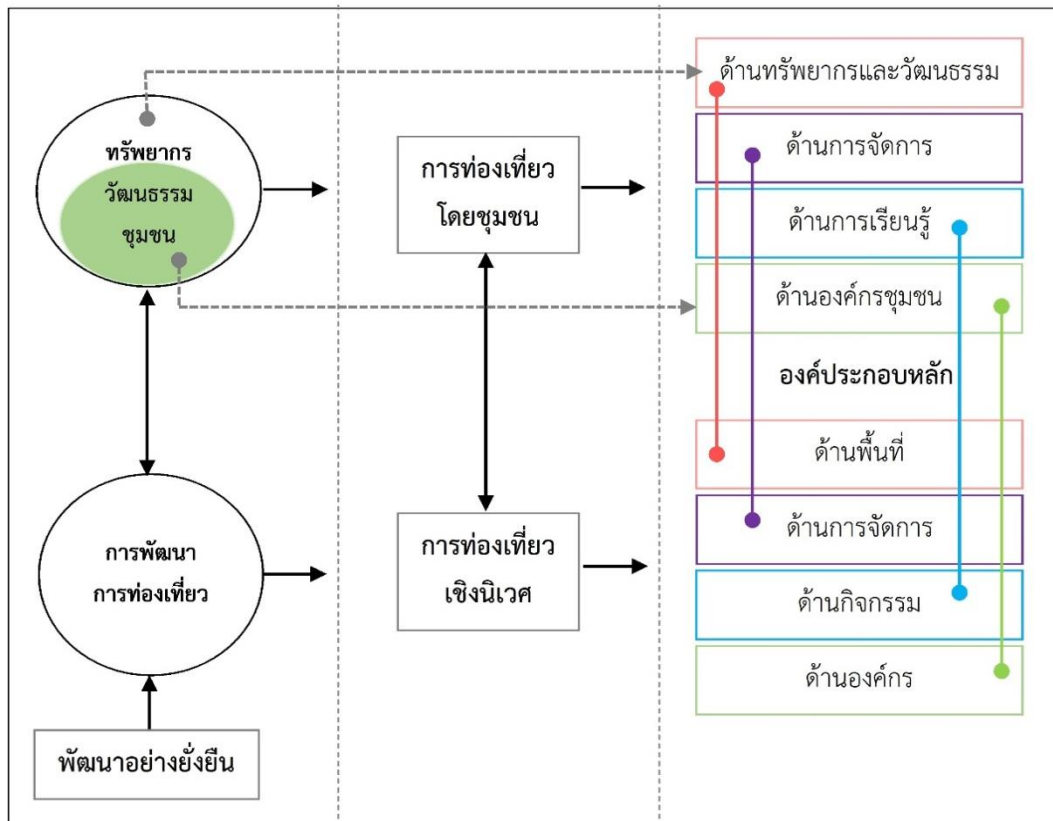 ทรัพยากร
วัฒนธรรม
ชุมชน
การพัฒนา
การท่องเที่ยว
พัฒนาอย่างยั่งยืน
การท่องเที่ยว
โดยชุมชน
การท่องเที่ยว
เชิงนิเวศ
ด้านทรัพยากรและวัฒนธรรม
ด้านการจัดการ
ด้านการเรียนรู้
ด้านองค์กรชุมชน
องค์ประกอบหลัก
ด้านพื้นที่
ด้านการจัดการ
ด้านกิจกรรม
ด้านองค์กร